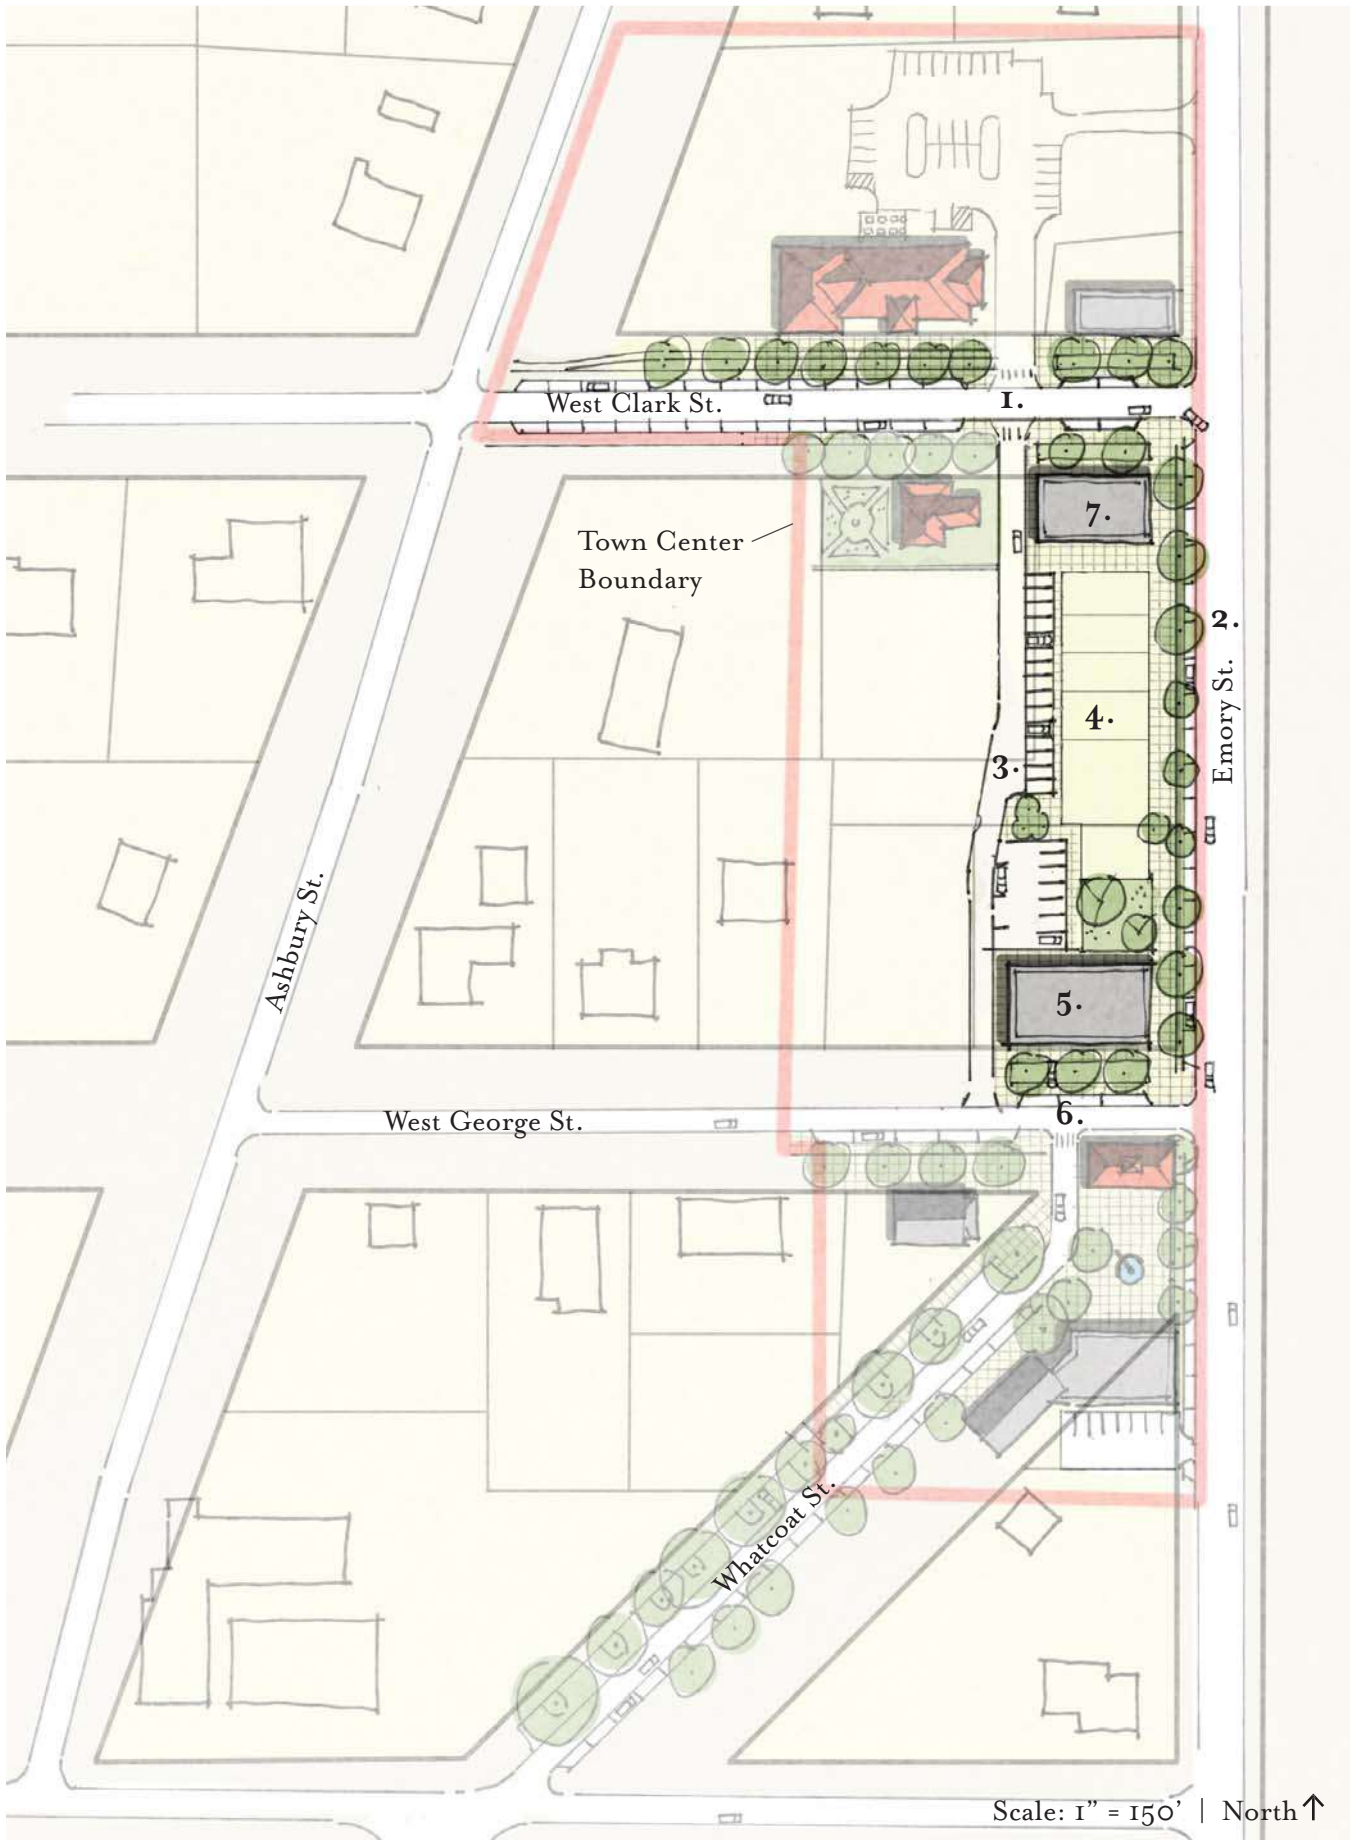 West Clark St.
1.
7.
Town Center
Boundary
2.
Emory St.
4.
3.
Ashbury St.
5.
6.
West George St.
Whatcoat St.
Scale: 1” = 150’ | North↑